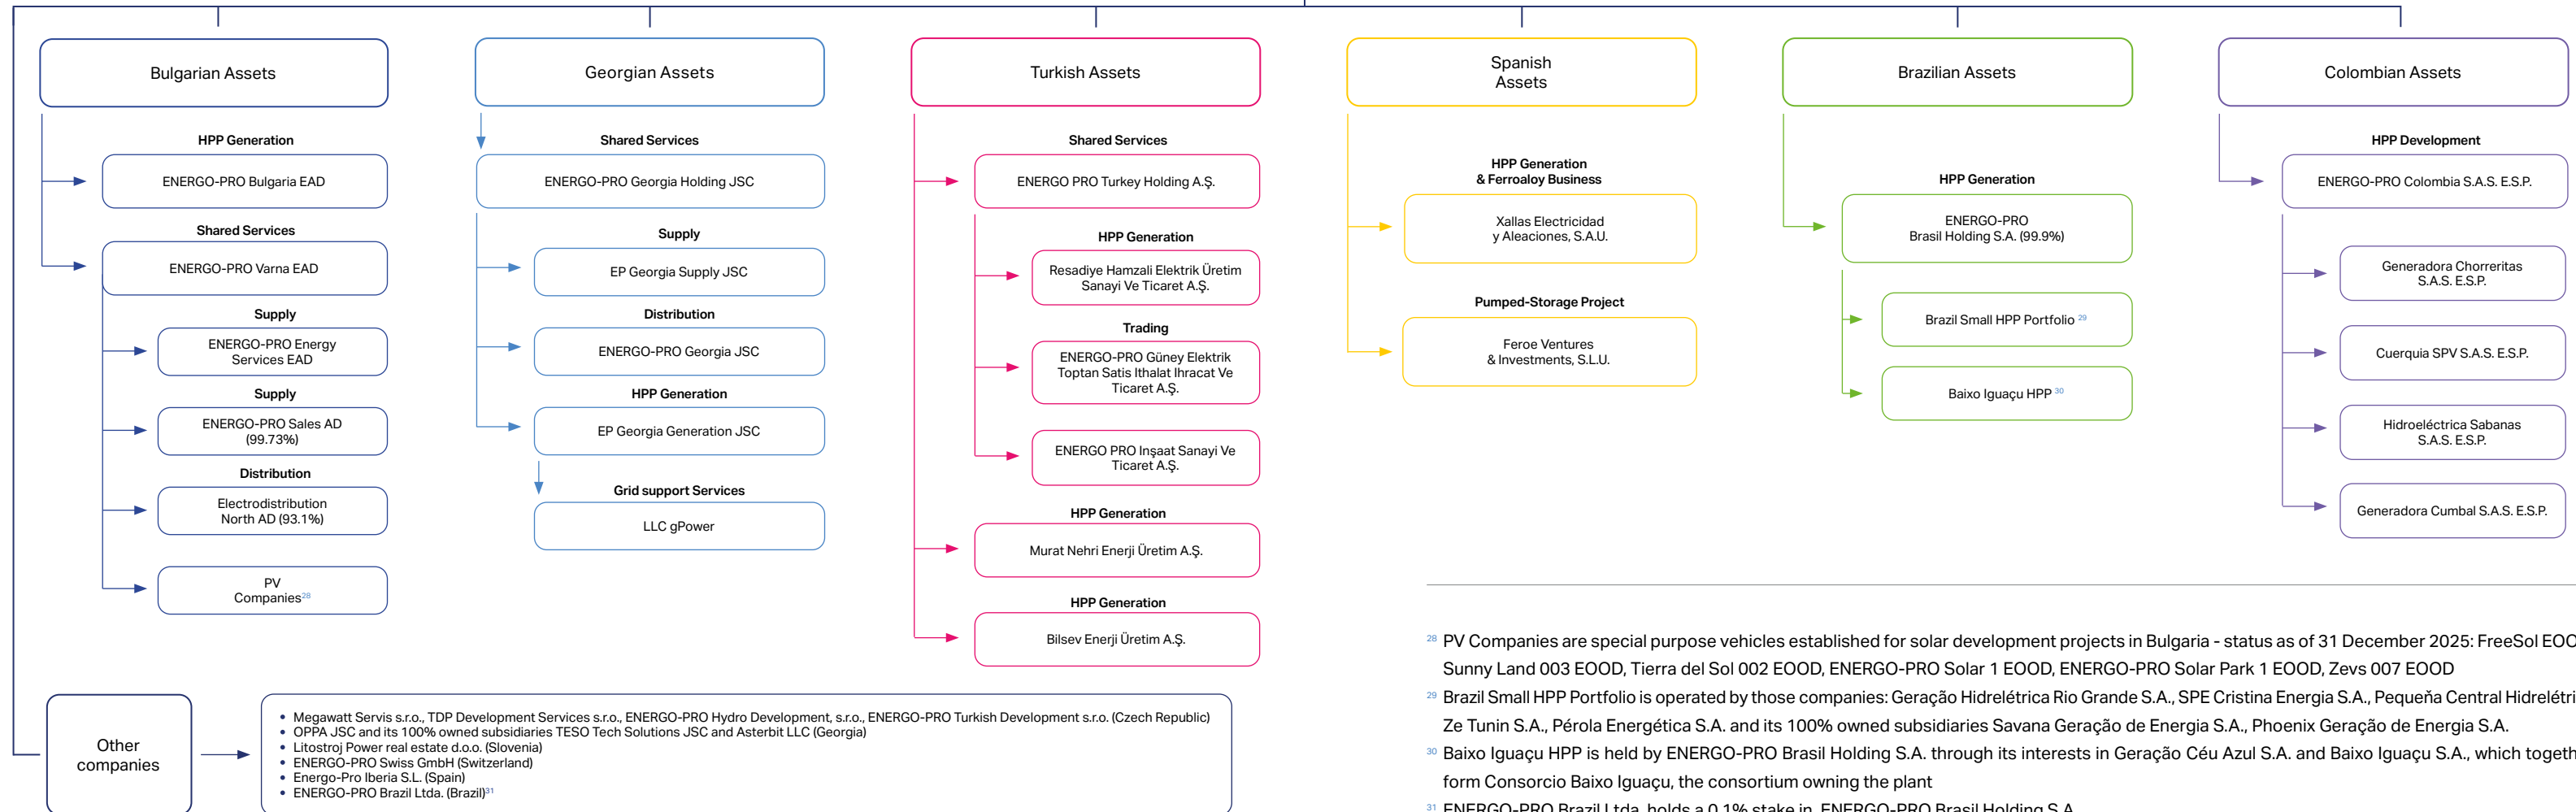 Bulgarian Assets
HPP Generation
ENERGO-PRO Bulgaria EAD
Shared Services
ENERGO-PRO Varna EAD
Supply
ENERGO-PRO Energy
Services EAD
Supply
ENERGO-PRO Sales AD
(99.73%)
Distribution
Electrodistribution
North AD (93.1%)
PV
Companies28
Georgian Assets
Shared Services
ENERGO-PRO Georgia Holding JSC
Supply
EP Georgia Supply JSC
Distribution
ENERGO-PRO Georgia JSC
HPP Generation
EP Georgia Generation JSC
Grid support Services
LLC gPower
Turkish Assets
Shared Services
ENERGO PRO Turkey Holding A.Ş.
HPP Generation
Resadiye Hamzali Elektrik Üretim
Sanayi Ve Ticaret A.Ş.
Trading
ENERGO-PRO Güney Elektrik
Toptan Satis Ithalat Ihracat Ve
Ticaret A.Ş.
ENERGO PRO Inşaat Sanayi Ve
Ticaret A.Ş.
HPP Generation
Murat Nehri Enerji Üretim A.Ş.
HPP Generation
Bilsev Enerji Üretim A.Ş.
Spanish
Assets
HPP Generation
& Ferroaloy Business
Xallas Electricidad
y Aleaciones, S.A.U.
Pumped-Storage Project
Feroe Ventures
& Investments, S.L.U.
Brazilian Assets
HPP Generation
ENERGO-PRO
Brasil Holding S.A. (99.9%)
Brazil Small HPP Portfolio 29
Baixo Iguaçu HPP 30
Colombian Assets
HPP Development
ENERGO-PRO Colombia S.A.S. E.S.P.
Generadora Chorreritas
S.A.S. E.S.P.
Cuerquia SPV S.A.S. E.S.P.
Hidroeléctrica Sabanas
S.A.S. E.S.P.
Generadora Cumbal S.A.S. E.S.P.
Other
companies
• Megawatt Servis s.r.o., TDP Development Services s.r.o., ENERGO-PRO Hydro Development, s.r.o., ENERGO-PRO Turkish Development s.r.o. (Czech Republic)
• OPPA JSC and its 100% owned subsidiaries TESO Tech Solutions JSC and Asterbit LLC (Georgia)
• Litostroj Power real estate d.o.o. (Slovenia)
• ENERGO-PRO Swiss GmbH (Switzerland)
• Energo-Pro Iberia S.L. (Spain)
• ENERGO-PRO Brazil Ltda. (Brazil)31
28 PV Companies are special purpose vehicles established for solar development projects in Bulgaria - status as of 31 December 2025: FreeSol
Sunny Land 003 EOOD, Tierra del Sol 002 EOOD, ENERGO-PRO Solar 1 EOOD, ENERGO-PRO Solar Park 1 EOOD, Zevs 007 EOOD
29 Brazil Small HPP Portfolio is operated by those companies: Geração Hidrelétrica Rio Grande S.A., SPE Cristina Energia S.A., Pequeňa Central
Ze Tunin S.A., Pérola Energética S.A. and its 100% owned subsidiaries Savana Geração de Energia S.A., Phoenix Geração de Energia S.A.
30 Baixo Iguaçu HPP is held by ENERGO-PRO Brasil Holding S.A. through its interests in Geração Céu Azul S.A. and Baixo Iguaçu S.A., which
form Consorcio Baixo Iguaçu, the consortium owning the plant
31 ENERGO-PRO Brazil Ltda. holds a 0.1% stake in ENERGO-PRO Brasil Holding S.A.